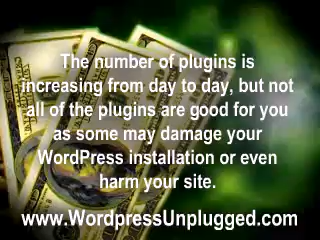 The number of plugins is
increasing from day to day, but not
all of the plugins are good for you
as some may damage your
WordPress installation or even
harm your site.
www.WordpressUnplugged.com